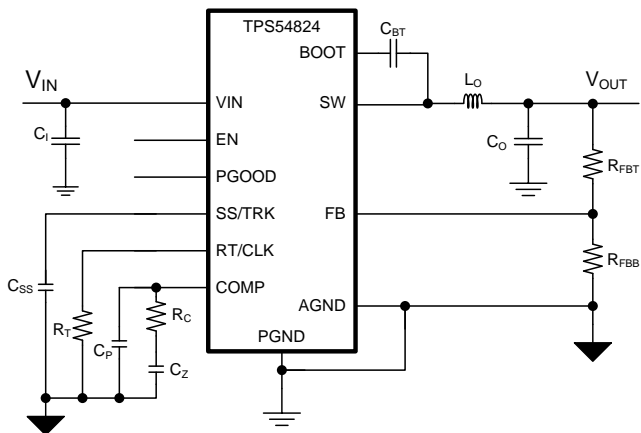 TPS54824
BOOT
C_BT
V_IN
VIN
SW
L_O
V_OUT
C_I
EN
C_O
R_FBT
PGOOD
SS/TRK
FB
RT/CLK
C_SS
COMP
R_FBB
R_T
C_P
R_C
AGND
PGND
C_Z